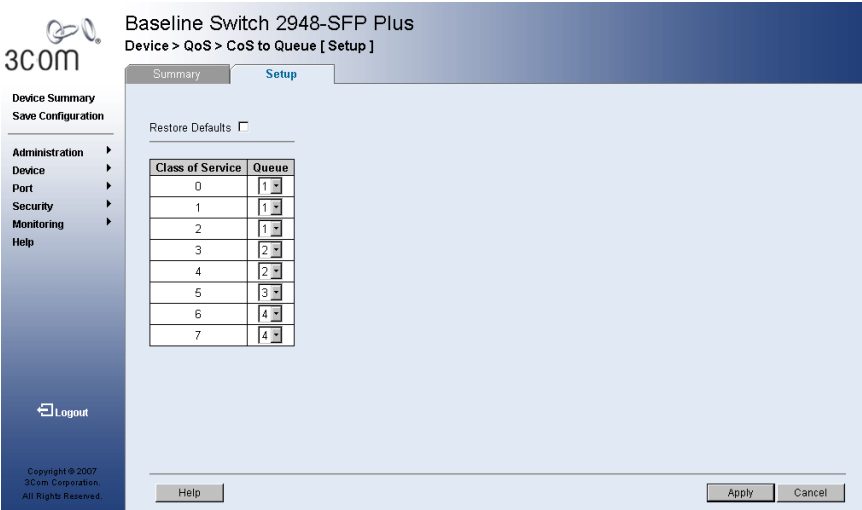 3COM
Baseline Switch 2948-SFP Plus
Device > QoS > CoS to Queue [ Setup ]
Summary
Setup
Device Summary
Save Configuration
Administration
Device
Port
Security
Monitoring
Help
Logout
Copyright © 2007
3Com Corporation.
All Rights Reserved.
Restore Defaults
Class of Service Queue
0 1
1 1
2 1
3 2
4 2
5 3
6 4
7 4
Help
Apply
Cancel